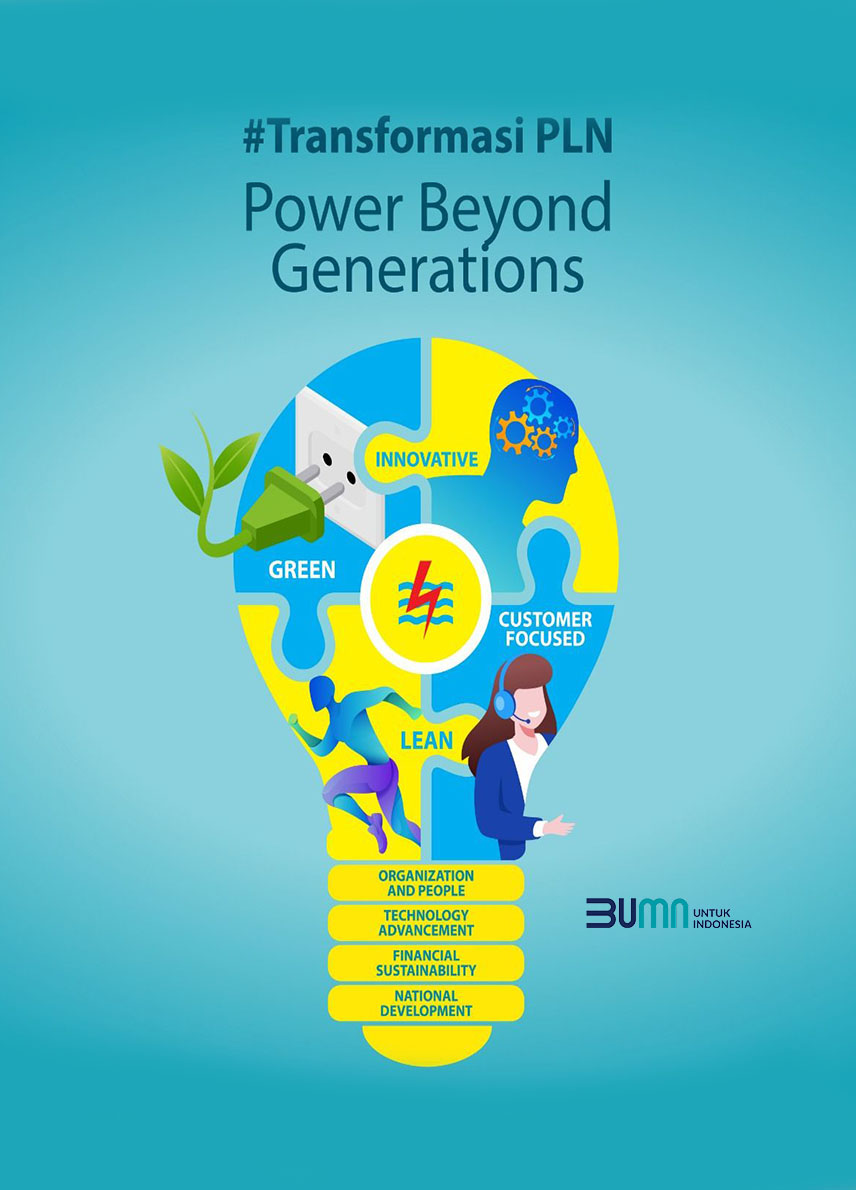 #Transformasi PLN
Power Beyond
Generations
INNOVATIVE
GREEN
CUSTOMER
FOCUSED
LEAN
ORGANIZATION
AND PEOPLE
TECHNOLOGY
ADVANCEMENT
FINANCIAL
SUSTAINABILITY
NATIONAL
DEVELOPMENT
BUMN
UNTUK
INDONESIA